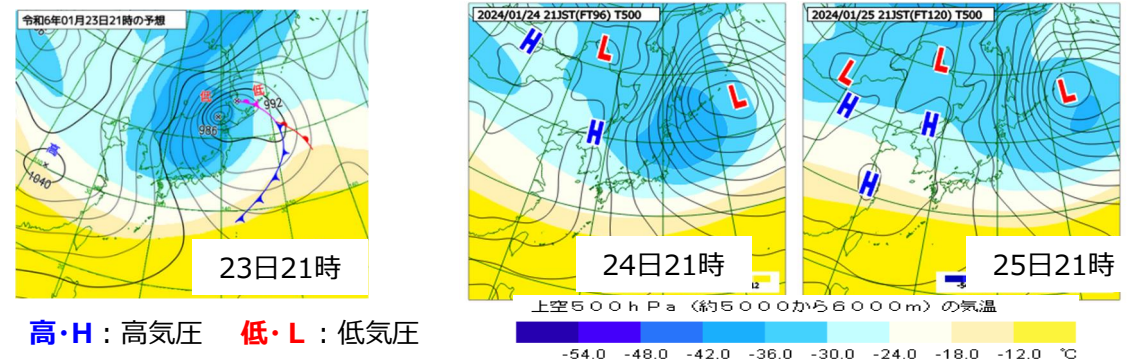 令和6年01月23日21時の予想
低
低
992
986
高
1040
23日21時
2024/01/24 21JST(FT96) T500
H
L
L
H
24日21時
2024/01/25 21JST(FT120) T500
L
L
L
H
H
H
25日21時
高・H：高気圧 低・L：低気圧
上空５００ｈＰａ（約５０００から６０００ｍ）の気温
-54.0 -48.0 -42.0 -36.0 -30.0 -24.0 -18.0 -12.0 ℃